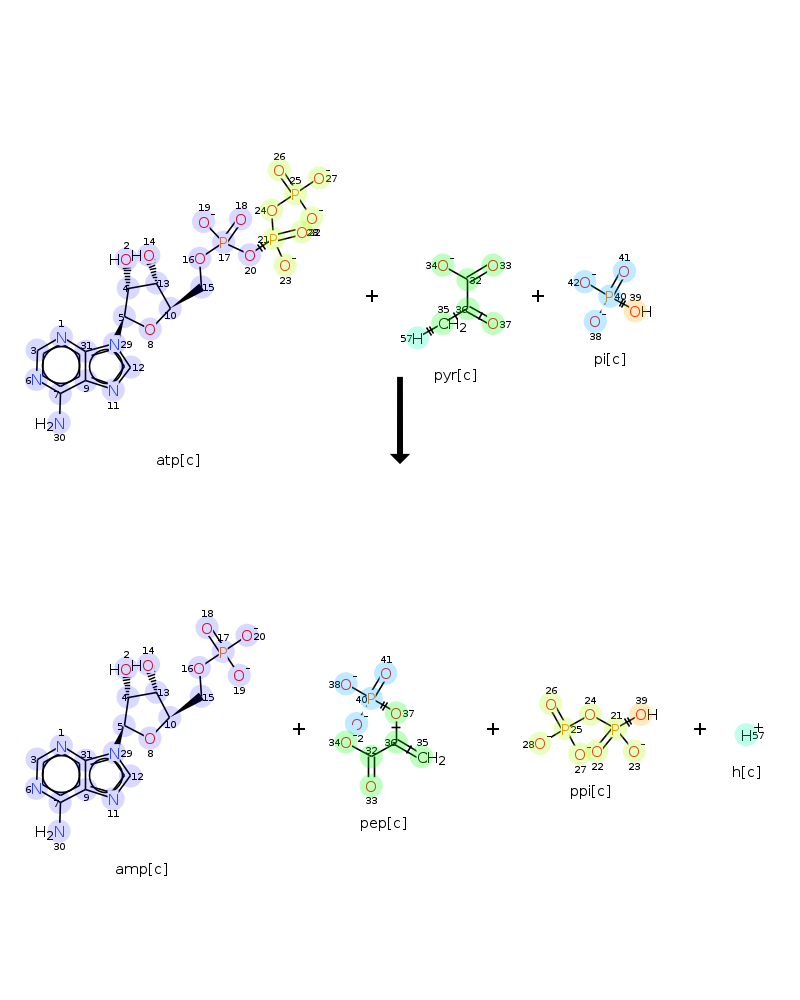 26
25
O
O⁻
27
P
19
18
24
O
O⁻
O⁻
O
21
P
O
2
14
HO
HO
16
O
P
17
O
20
O⁻
23
4
13
15
5
10
O
8
1
N
31
N
29
3
12
6
N
7
9
N
11
H₂N
30
atp[c]
+
34
O⁻
O
33
32
35
36
CH₂
O
37
57
H
pyr[c]
+
41
O
42
O⁻
P
40
39
OH
O⁻
38
pi[c]
18
O
17
P
O⁻
20
2
14
HO
HO
16
O
O⁻
19
4
13
15
5
10
O
8
1
N
31
N
29
3
12
6
N
7
9
N
11
H₂N
30
amp[c]
+
41
O
38
O⁻
P
40
O
37
O⁻
34
O⁻
32
36
35
CH₂
O
33
pep[c]
+
26
O
24
O
39
OH
P
25
21
P
28
O⁻
O⁻
27
O
22
O⁻
23
ppi[c]
+
H⁺
57
h[c]